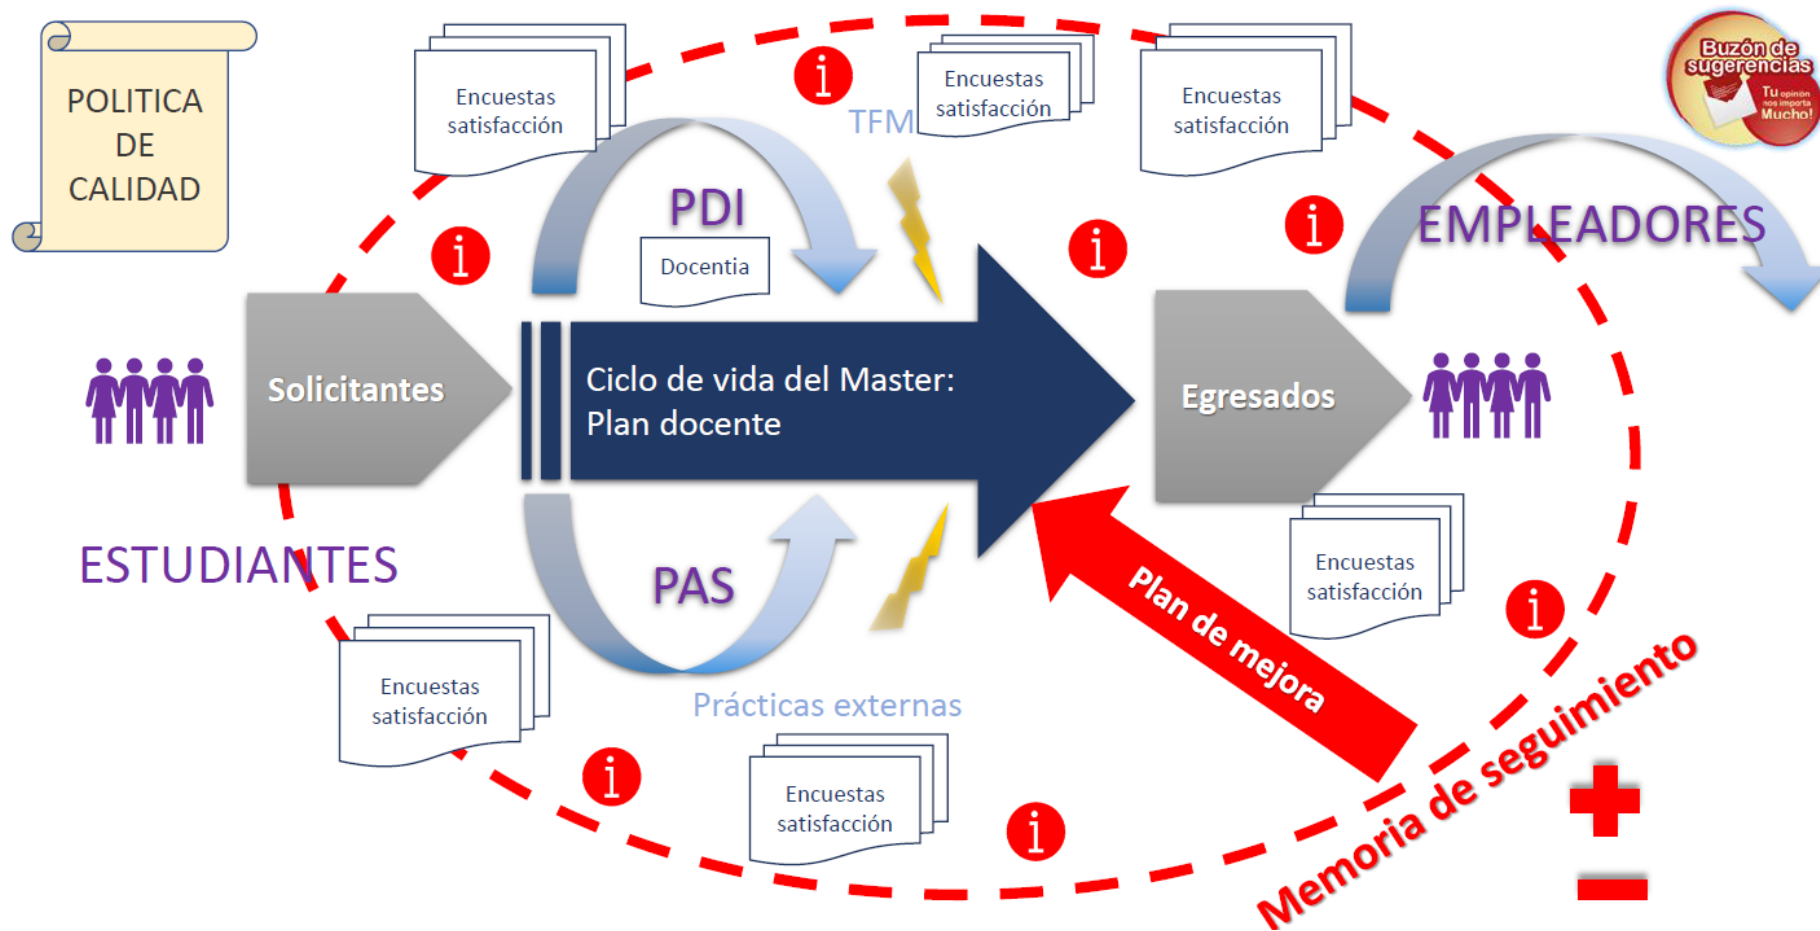 POLITICA
DE
CALIDAD
Encuestas
satisfacción
TFM
Encuestas
satisfacción
Encuestas
satisfacción
Buzón de
sugerencias
Tu opinión
nos importa
Mucho!
i
i
i
i
PDI
Docentia
EMPLEADORES
Solicitantes
Ciclo de vida del Master:
Plan docente
Egresados
ESTUDIANTES
PAS
Plan de mejora
Encuestas
satisfacción
i
Encuestas
satisfacción
Prácticas externas
Encuestas
satisfacción
i
i
Memoria de seguimiento
+
-